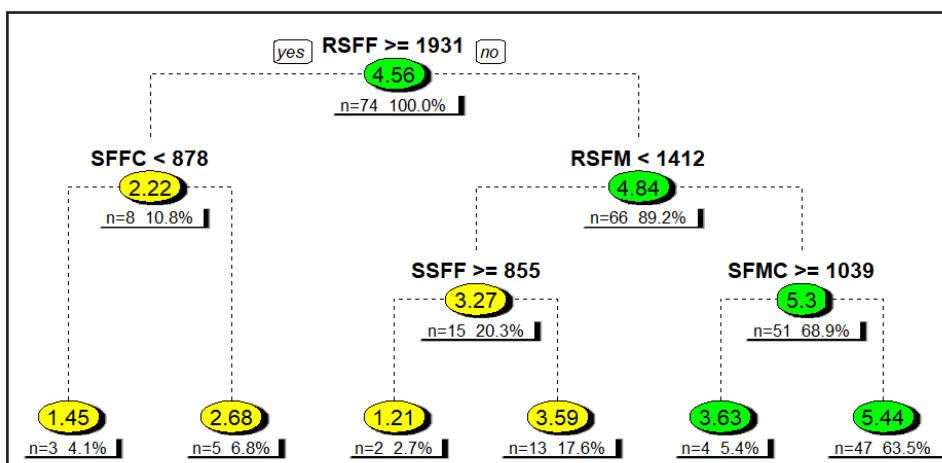 yes RSFF >= 1931 no
4.56
n=74 100.0%
SFFC < 878 RSFM < 1412
2.22 4.84
n=8 10.8% n=66 89.2%
SSFF >= 855 SFMC >= 1039
3.27 5.3
n=15 20.3% n=51 68.9%
1.45 2.68 1.21 3.59 3.63 5.44
n=3 4.1% n=5 6.8% n=2 2.7% n=13 17.6% n=4 5.4% n=47 63.5%